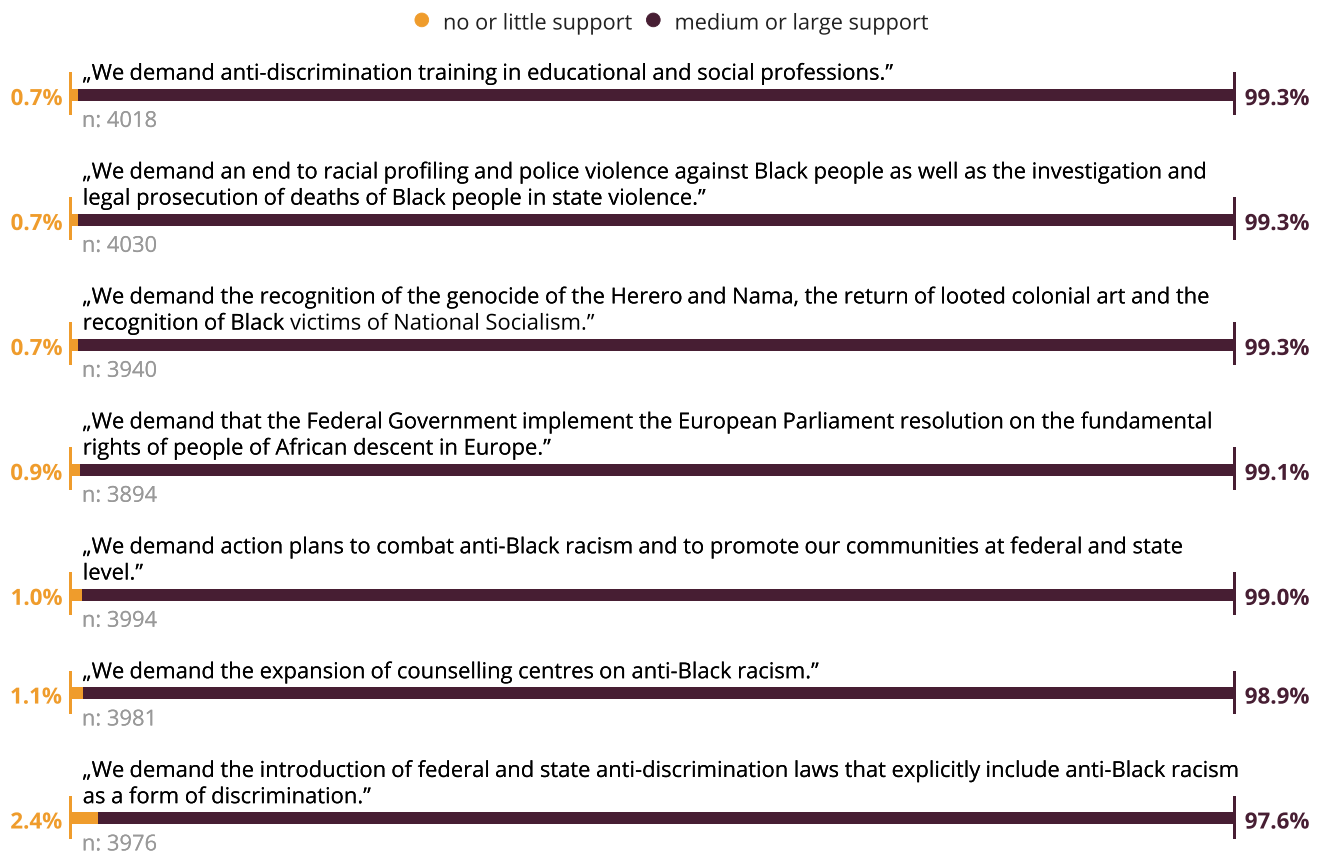 no or little support medium or large support
„We demand anti-discrimination training in educational and social professions.”
0.7% 99.3%
n: 4018
„We demand an end to racial profiling and police violence against Black people as well as the investigation and
legal prosecution of deaths of Black people in state violence.”
0.7% 99.3%
n: 4030
„We demand the recognition of the genocide of the Herero and Nama, the return of looted colonial art and the
recognition of Black victims of National Socialism.”
0.7% 99.3%
n: 3940
„We demand that the Federal Government implement the European Parliament resolution on the fundamental
rights of people of African descent in Europe.”
0.9% 99.1%
n: 3894
„We demand action plans to combat anti-Black racism and to promote our communities at federal and state
level.”
1.0% 99.0%
n: 3994
„We demand the expansion of counselling centres on anti-Black racism.”
1.1% 98.9%
n: 3981
„We demand the introduction of federal and state anti-discrimination laws that explicitly include anti-Black racism
as a form of discrimination.”
2.4% 97.6%
n: 3976